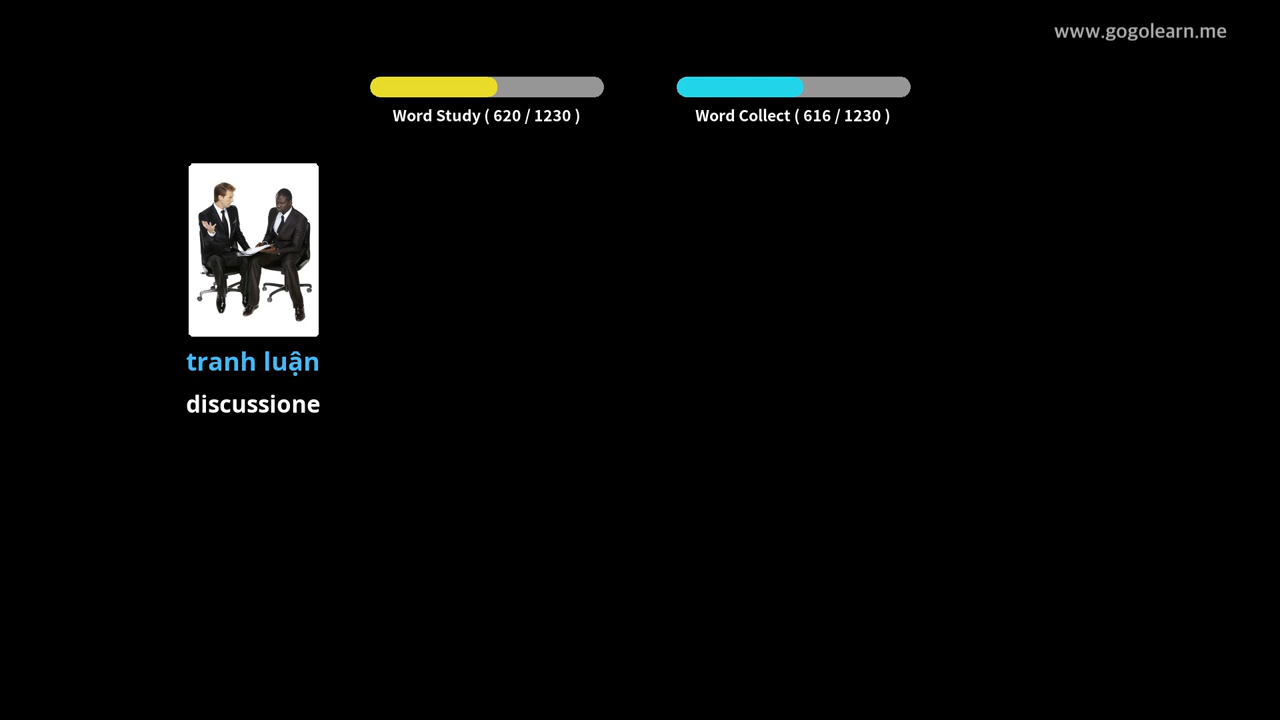 www.gogolearn.me
Word Study ( 620 / 1230 )
Word Collect ( 616 / 1230 )
tranh luận
discussione